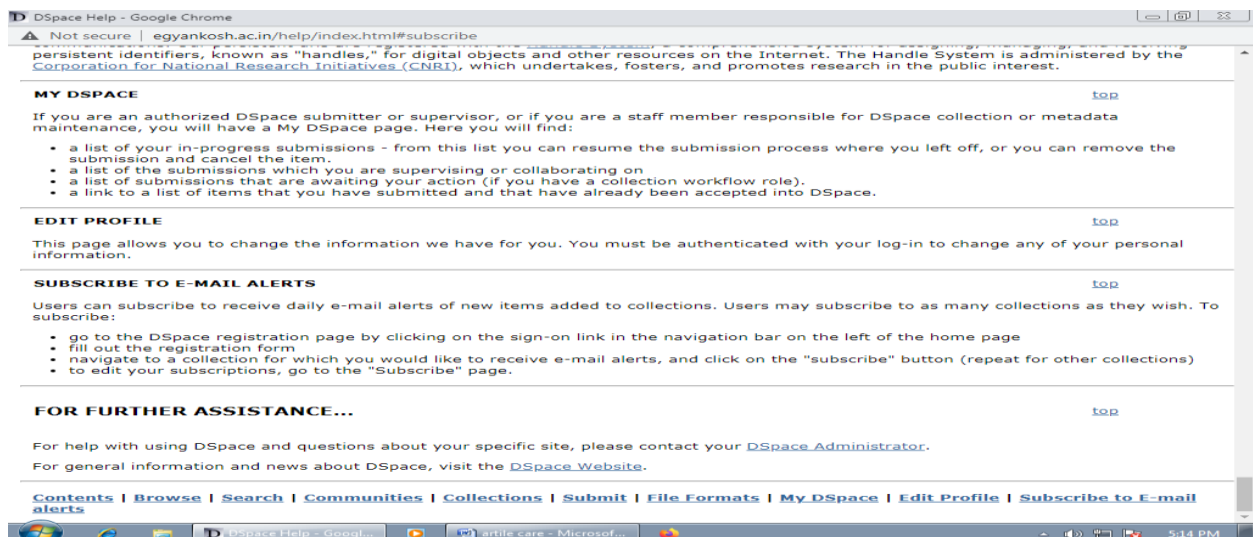 DSpace Help - Google Chrome
Not secure | egyankosh.ac.in/help/index.html#subscribe
persistent identifiers, known as "handles," for digital objects and other resources on the Internet. The Handle System is administered by the
Corporation for National Research Initiatives (CNRI), which undertakes, fosters, and promotes research in the public interest.
MY DSPACE top
If you are an authorized DSpace submitter or supervisor, or if you are a staff member responsible for DSpace collection or metadata
maintenance, you will have a My DSpace page. Here you will find:
• a list of your in-progress submissions - from this list you can resume the submission process where you left off, or you can remove the
submission and cancel the item.
• a list of the submissions which you are supervising or collaborating on
• a list of submissions that are awaiting your action (if you have a collection workflow role).
• a link to a list of items that you have submitted and that have already been accepted into DSpace.
EDIT PROFILE top
This page allows you to change the information we have for you. You must be authenticated with your log-in to change any of your personal
information.
SUBSCRIBE TO E-MAIL ALERTS top
Users can subscribe to receive daily e-mail alerts of new items added to collections. Users may subscribe to as many collections as they wish. To
subscribe:
• go to the DSpace registration page by clicking on the sign-on link in the navigation bar on the left of the home page
• fill out the registration form
• navigate to a collection for which you would like to receive e-mail alerts, and click on the "subscribe" button (repeat for other collections)
• to edit your subscriptions, go to the "Subscribe" page.
FOR FURTHER ASSISTANCE... top
For help with using DSpace and questions about your specific site, please contact your DSpace Administrator.
For general information and news about DSpace, visit the DSpace Website.
Contents | Browse | Search | Communities | Collections | Submit | File Formats | My DSpace | Edit Profile | Subscribe to E-mail
alerts
DSpace Help - Googl... artile care - Microsof... 5:14 PM